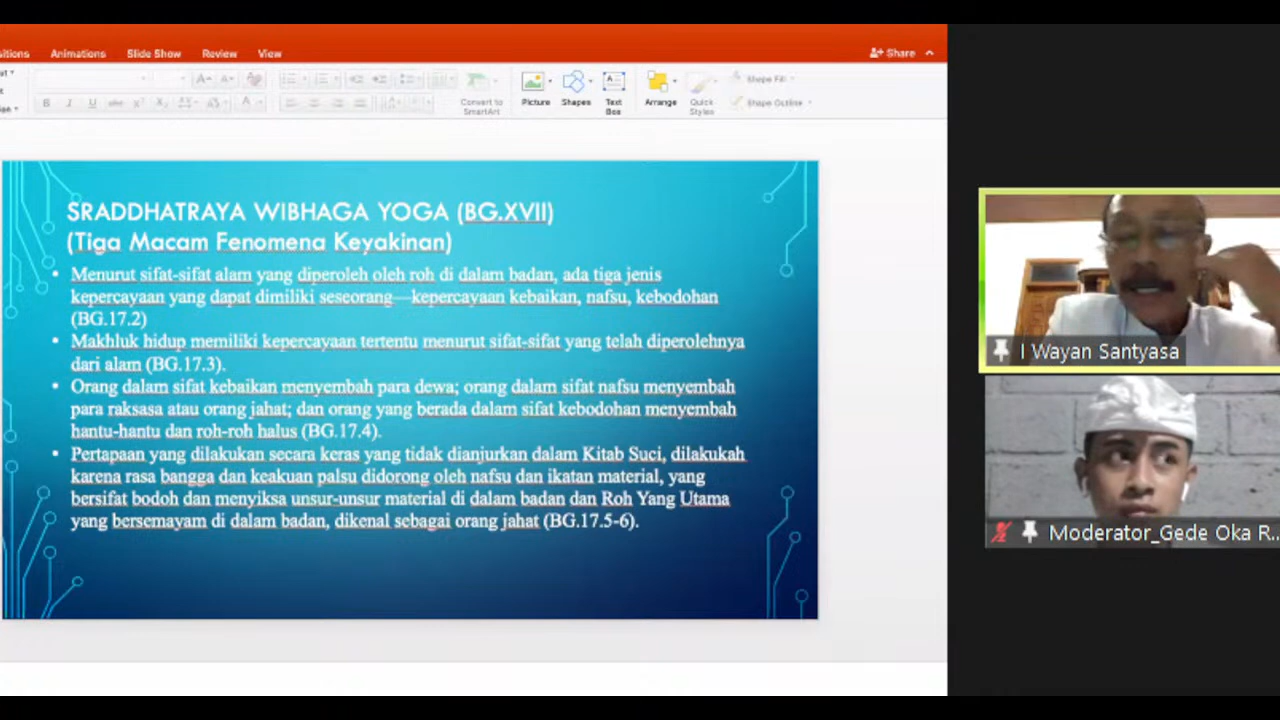 Animations Slide Show Review View Share
Convert to SmartArt
Picture
Shapes
Text Box
Arrange
Quick Styles
Shape Fill
Shape Outline
SRADDHATRAYA WIBHAGA YOGA (BG.XVII)
(Tiga Macam Fenomena Keyakinan)
• Menurut sifat-sifat alam yang diperoleh oleh roh di dalam badan, ada tiga jenis
kepercayaan yang dapat dimiliki seseorang—kepercayaan kebaikan, nafsu, kebodohan
(BG.17.2)
• Makhluk hidup memiliki kepercayaan tertentu menurut sifat-sifat yang telah diperolehnya
dari alam (BG.17.3).
• Orang dalam sifat kebaikan menyembah para dewa; orang dalam sifat nafsu menyembah
para raksasa atau orang jahat; dan orang yang berada dalam sifat kebodohan menyembah
hantu-hantu dan roh-roh halus (BG.17.4).
• Pertapaan yang dilakukan secara keras yang tidak dianjurkan dalam Kitab Suci, dilakukah
karena rasa bangga dan keakuan palsu didorong oleh nafsu dan ikatan material, yang
bersifat bodoh dan menyiksa unsur-unsur material di dalam badan dan Roh Yang Utama
yang bersemayam di dalam badan, dikenal sebagai orang jahat (BG.17.5-6).
I Wayan Santyasa
Moderator_Gede Oka R...